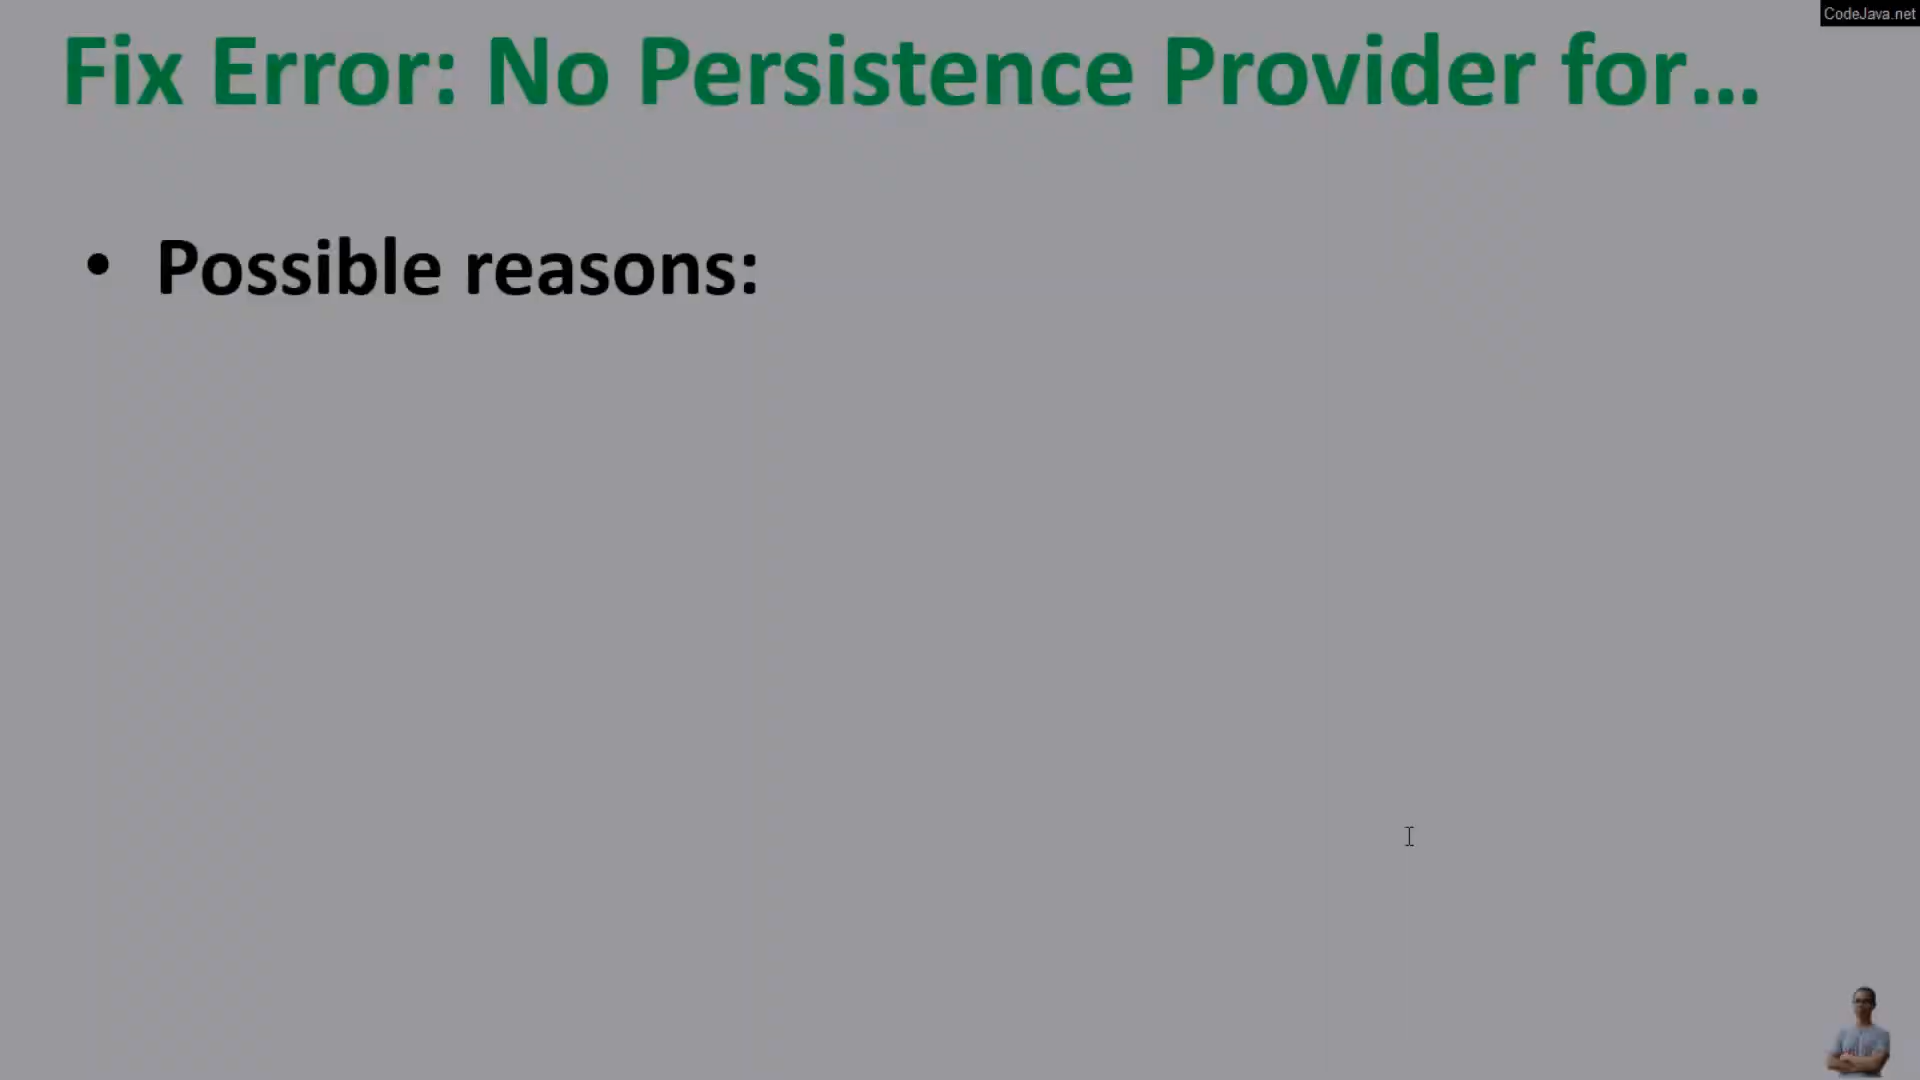 CodeJava.net
Fix Error: No Persistence Provider for...
• Possible reasons: